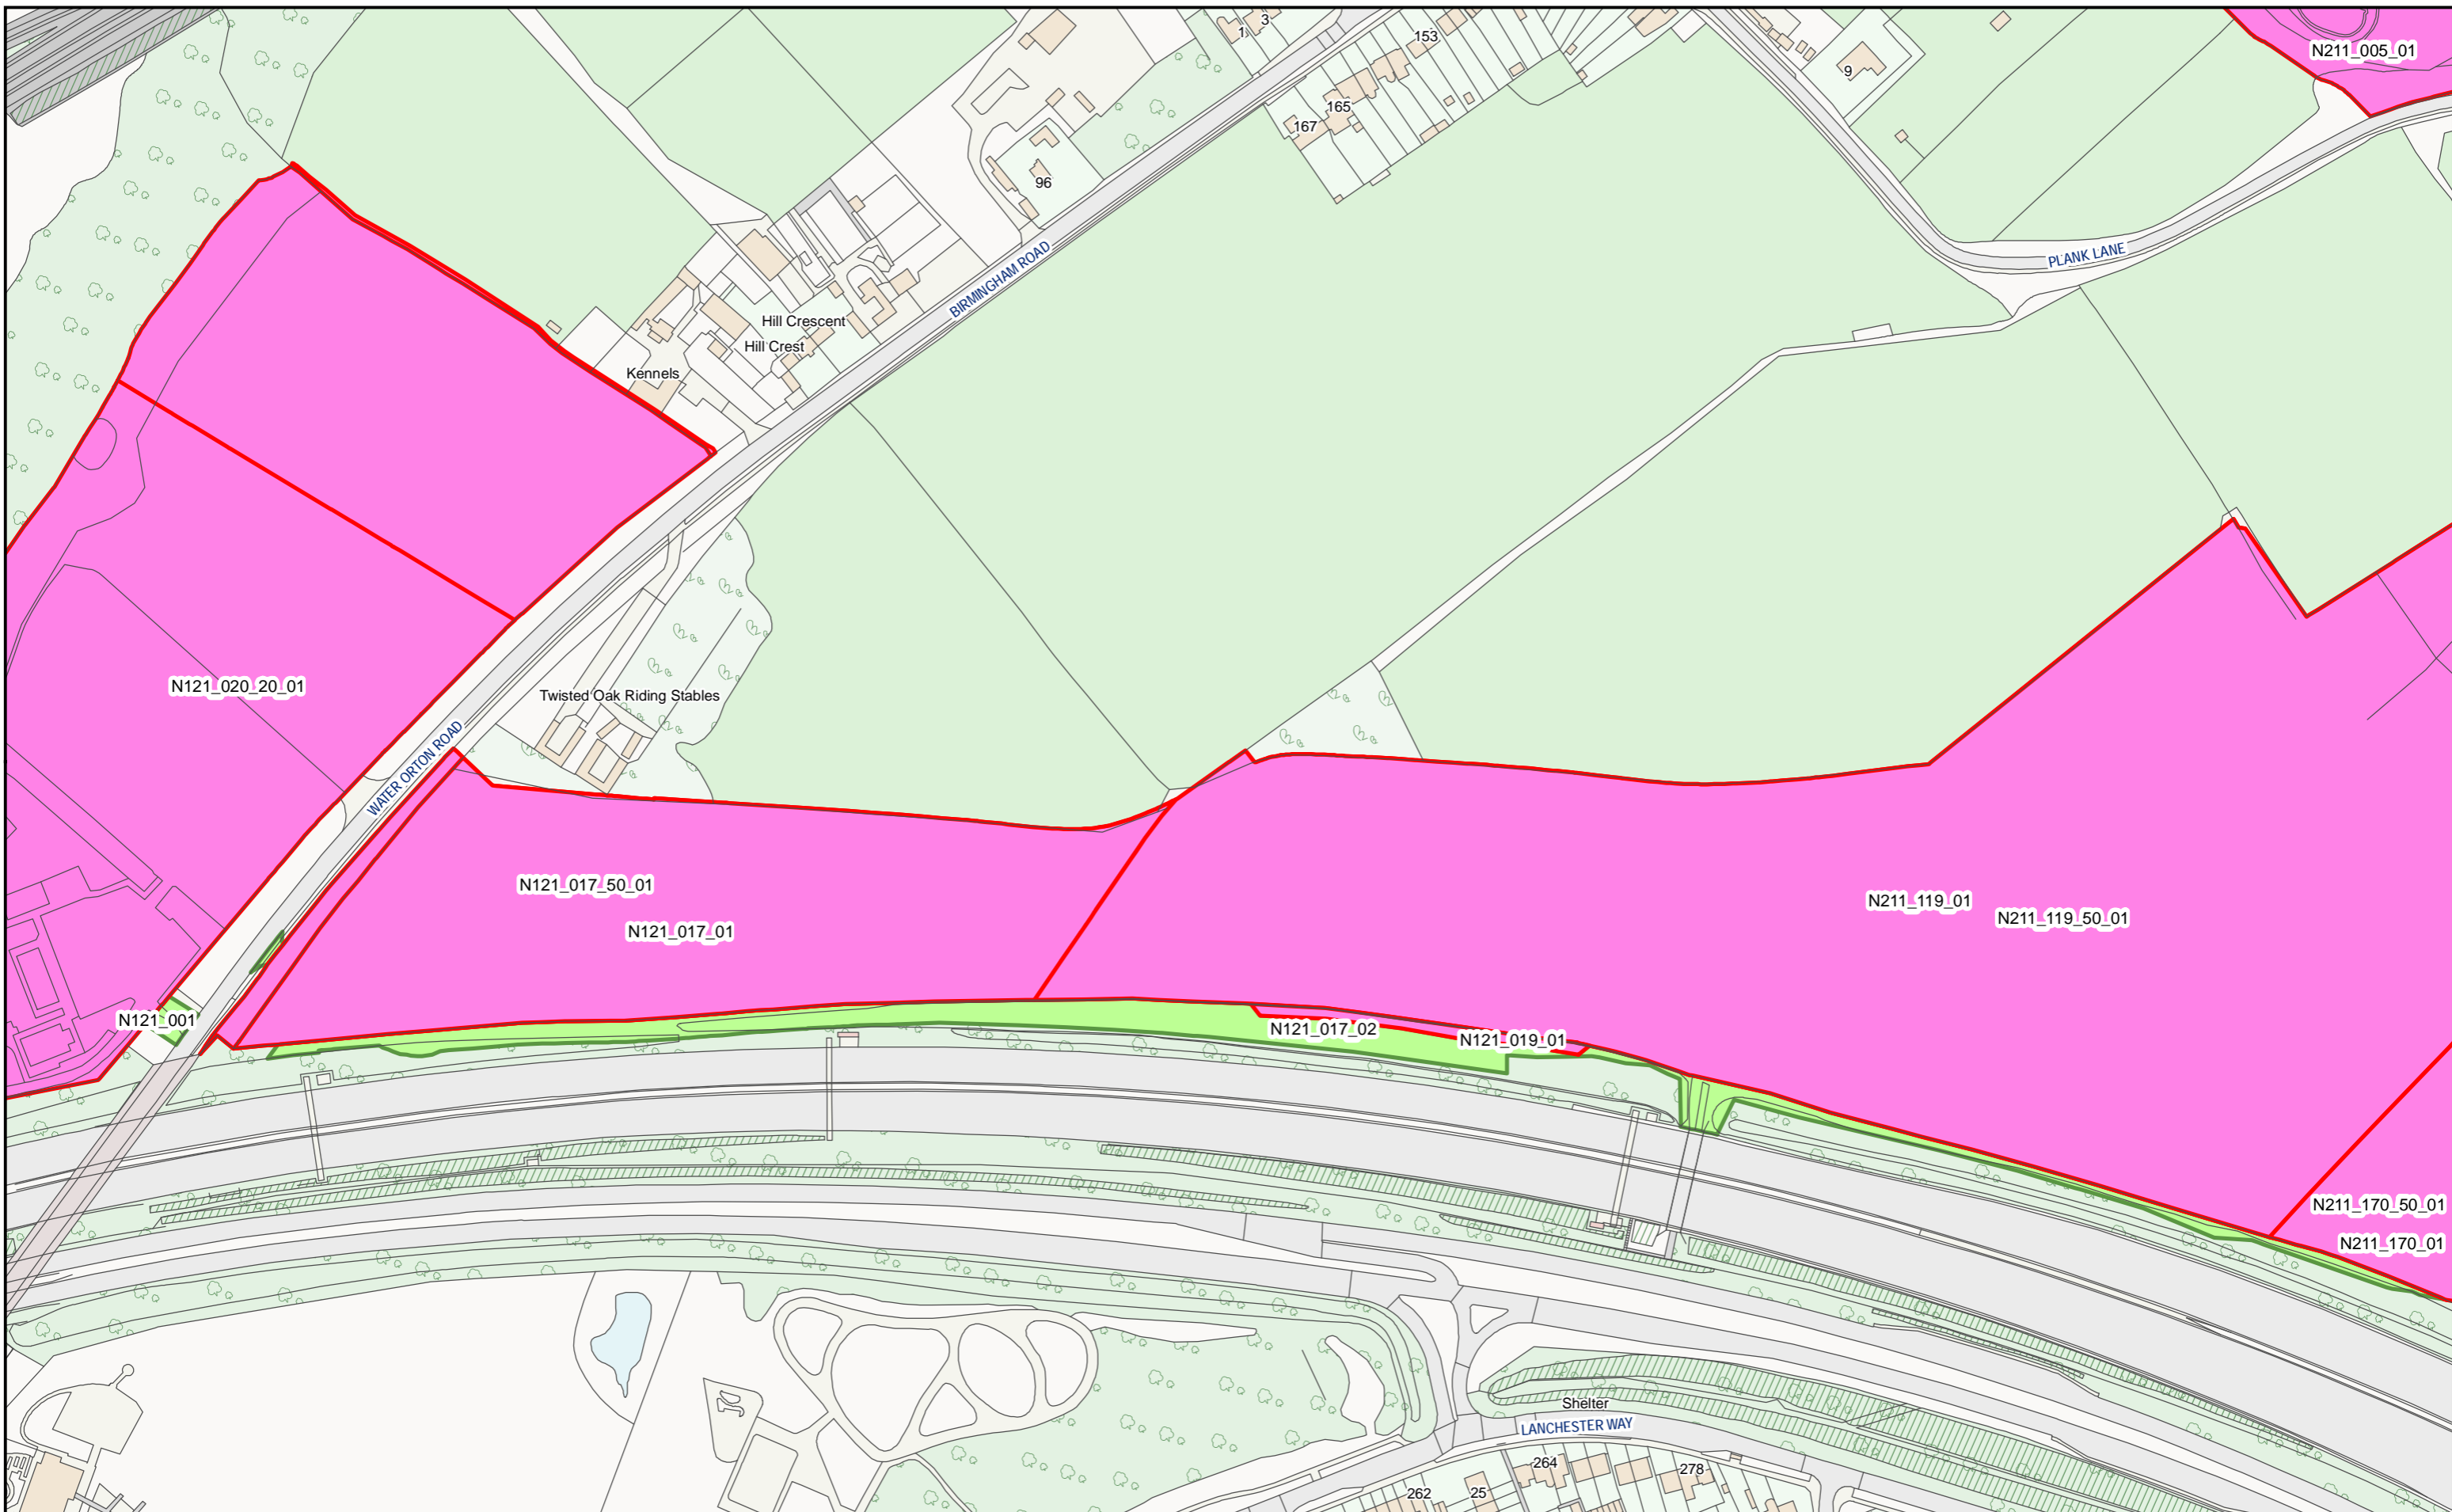 3
1
153
N211_005_01
9
165
167
96
BIRMINGHAM ROAD
PLANK LANE
Hill Crescent
Hill Crest
Kennels
N121_020_20_01
Twisted Oak Riding Stables
WATER ORTON ROAD
N121_017_50_01
N121_017_01
N211_119_01
N211_119_50_01
N121_001
N121_017_02
N121_019_01
N211_170_50_01
N211_170_01
Shelter
LANCHESTER WAY
264
278
262
25